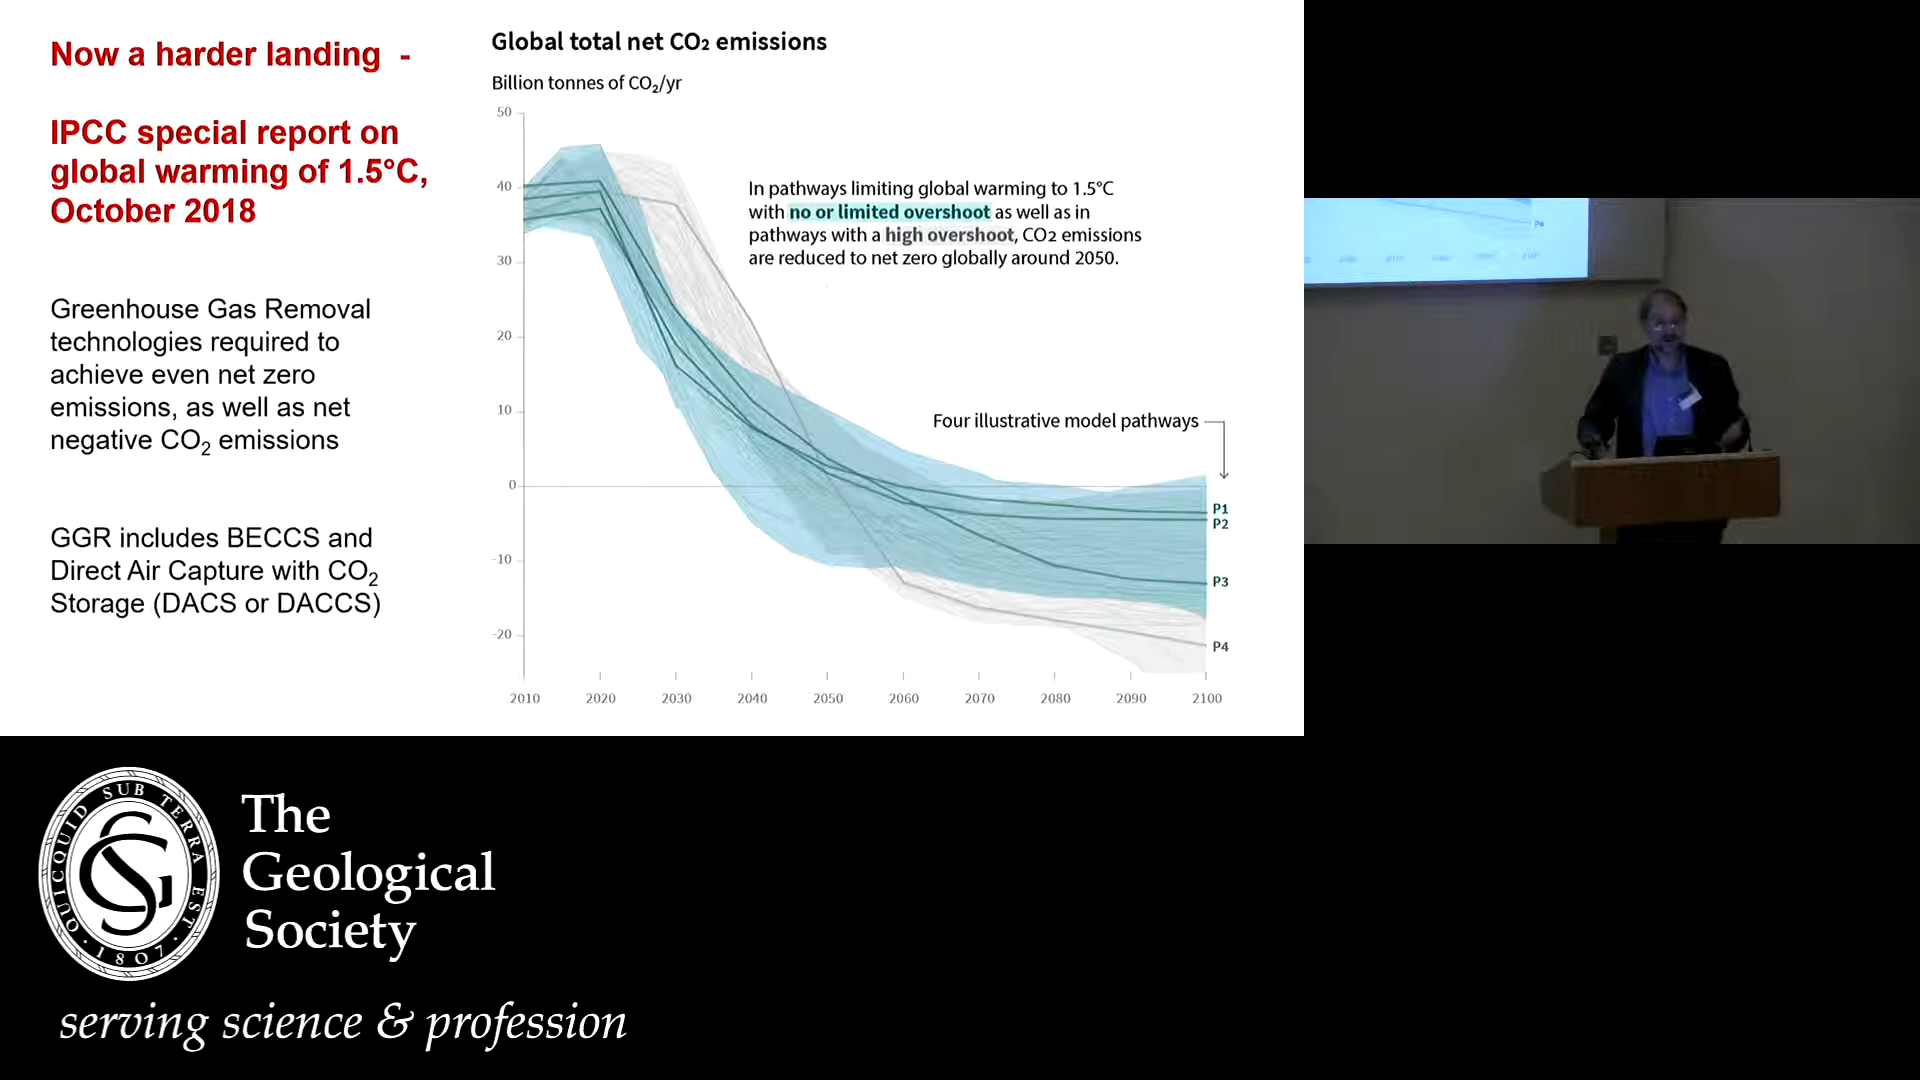 Now a harder landing -
IPCC special report on
global warming of 1.5°C,
October 2018
Greenhouse Gas Removal
technologies required to
achieve even net zero
emissions, as well as net
negative CO₂ emissions
GGR includes BECCS and
Direct Air Capture with CO₂
Storage (DACS or DACCS)
Global total net CO₂ emissions
Billion tonnes of CO₂/yr
50
40
30
20
10
0
-10
-20
In pathways limiting global warming to 1.5°C
with no or limited overshoot as well as in
pathways with a high overshoot, CO2 emissions
are reduced to net zero globally around 2050.
Four illustrative model pathways
P1
P2
P3
P4
2010 2020 2030 2040 2050 2060 2070 2080 2090 2100
QUICQUID SUB TERRA EST
1807
The
Geological
Society
serving science & profession